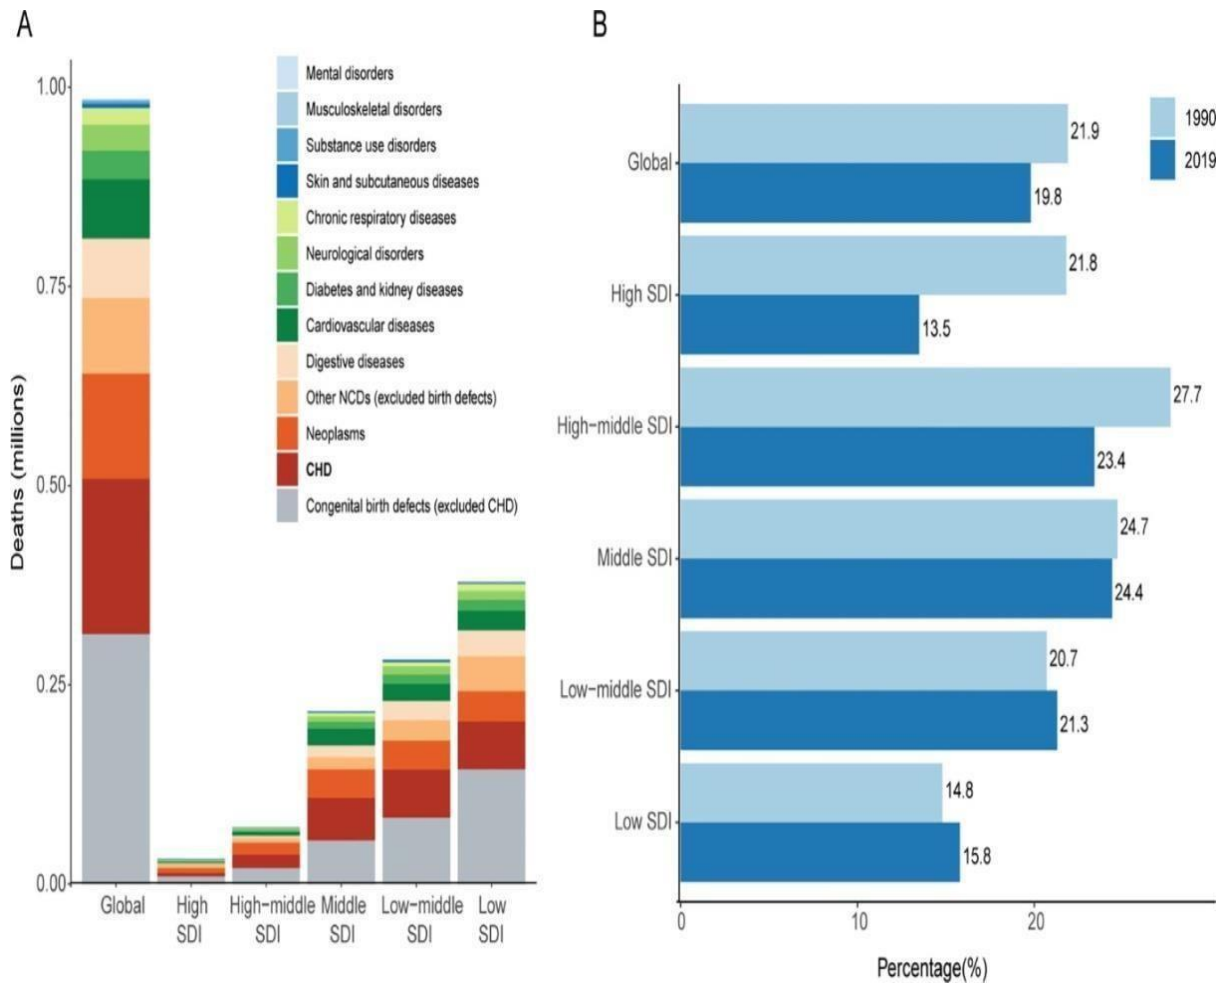 A
Deaths (millions)
1.00
0.75
0.50
0.25
0.00
Mental disorders
Musculoskeletal disorders
Substance use disorders
Skin and subcutaneous diseases
Chronic respiratory diseases
Neurological disorders
Diabetes and kidney diseases
Cardiovascular diseases
Digestive diseases
Other NCDs (excluded birth defects)
Neoplasms
CHD
Congenital birth defects (excluded CHD)
Global
High
SDI
High-middle
SDI
Middle
SDI
Low-middle
SDI
Low
SDI
B
1990
2019
Global
21.9
19.8
High SDI
21.8
13.5
High-middle SDI
27.7
23.4
Middle SDI
24.7
24.4
Low-middle SDI
20.7
21.3
Low SDI
14.8
15.8
0
10
20
Percentage(%)